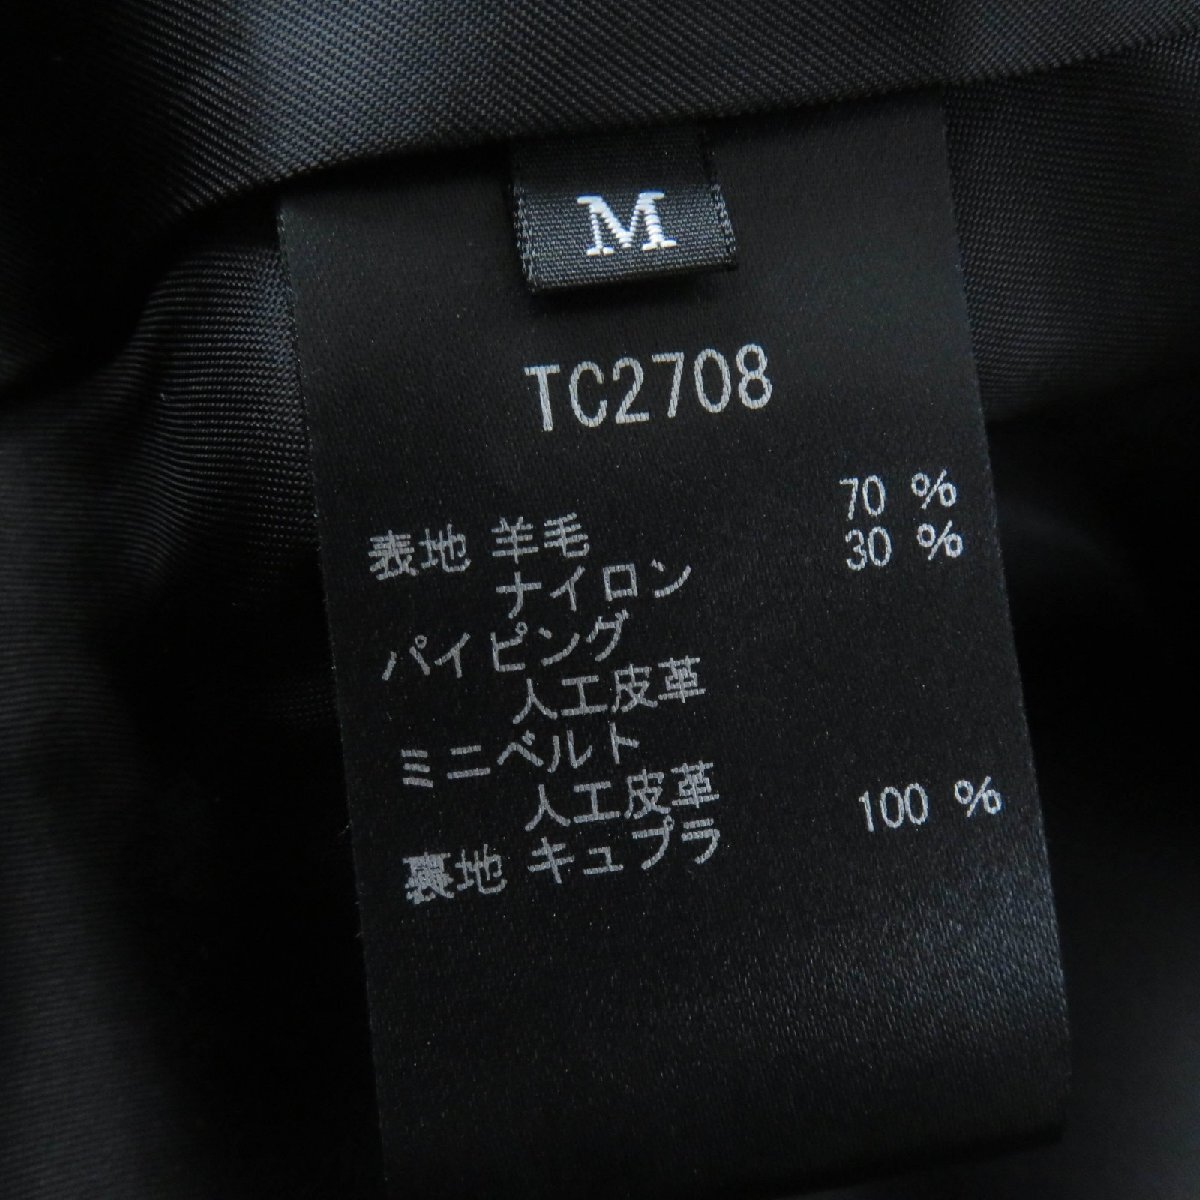 M
TC2708
表地 羊毛 70 %
ナイロン 30 %
パイピング
人工皮革
ミニベルト
人工皮革
裏地 キュプラ 100 %